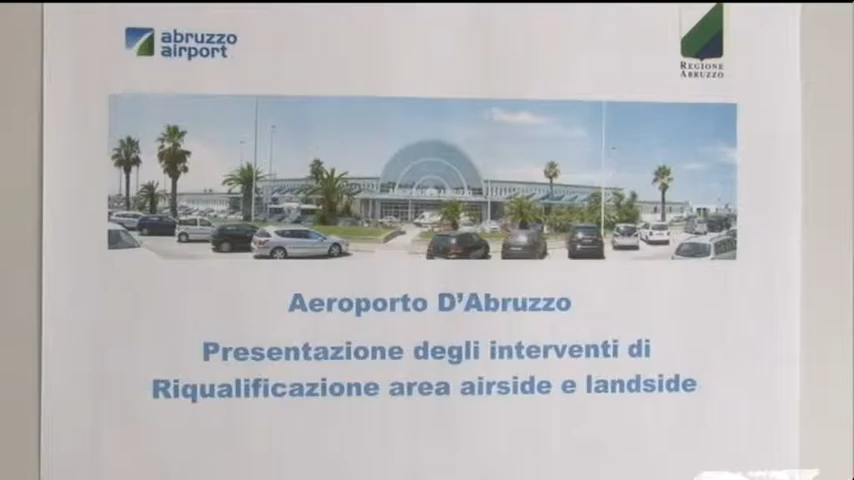 abruzzo
airport
REGIONE
ABRUZZO
Aeroporto D'Abruzzo
Presentazione degli interventi di
Riqualificazione area airside e landside